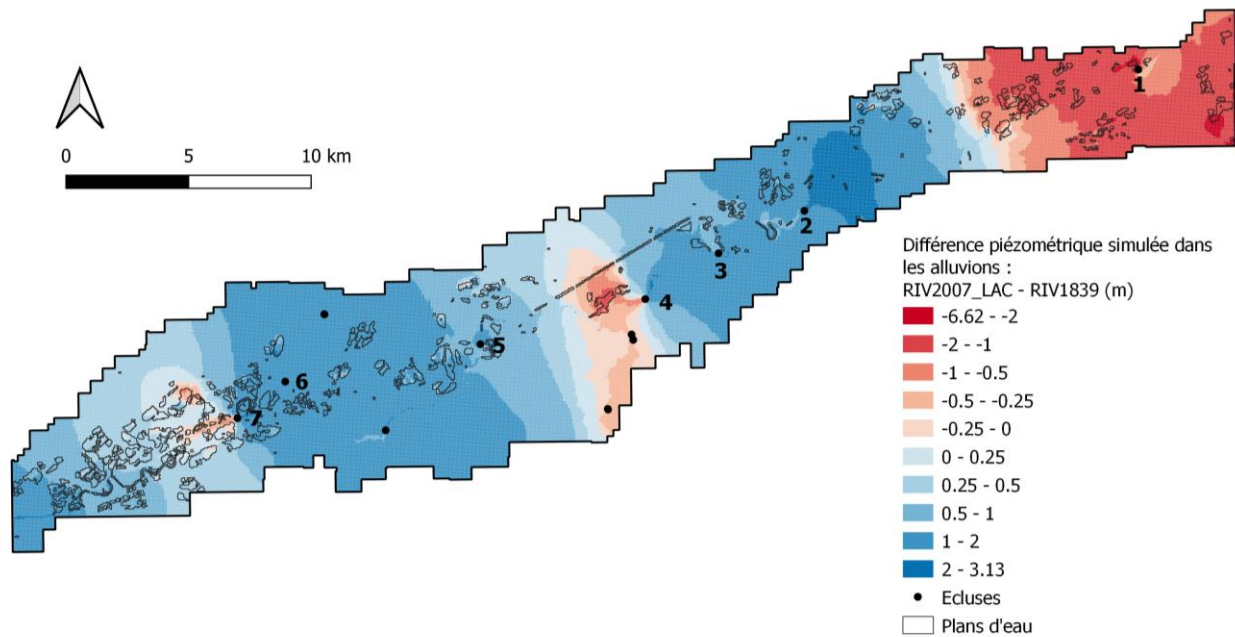 0 5 10 km
1
2
3
4
5
6
7
Différence piézométrique simulée dans
les alluvions :
RIV2007_LAC - RIV1839 (m)
-6.62 - -2
-2 - -1
-1 - -0.5
-0.5 - -0.25
-0.25 - 0
0 - 0.25
0.25 - 0.5
0.5 - 1
1 - 2
2 - 3.13
Ecluses
Plans d'eau